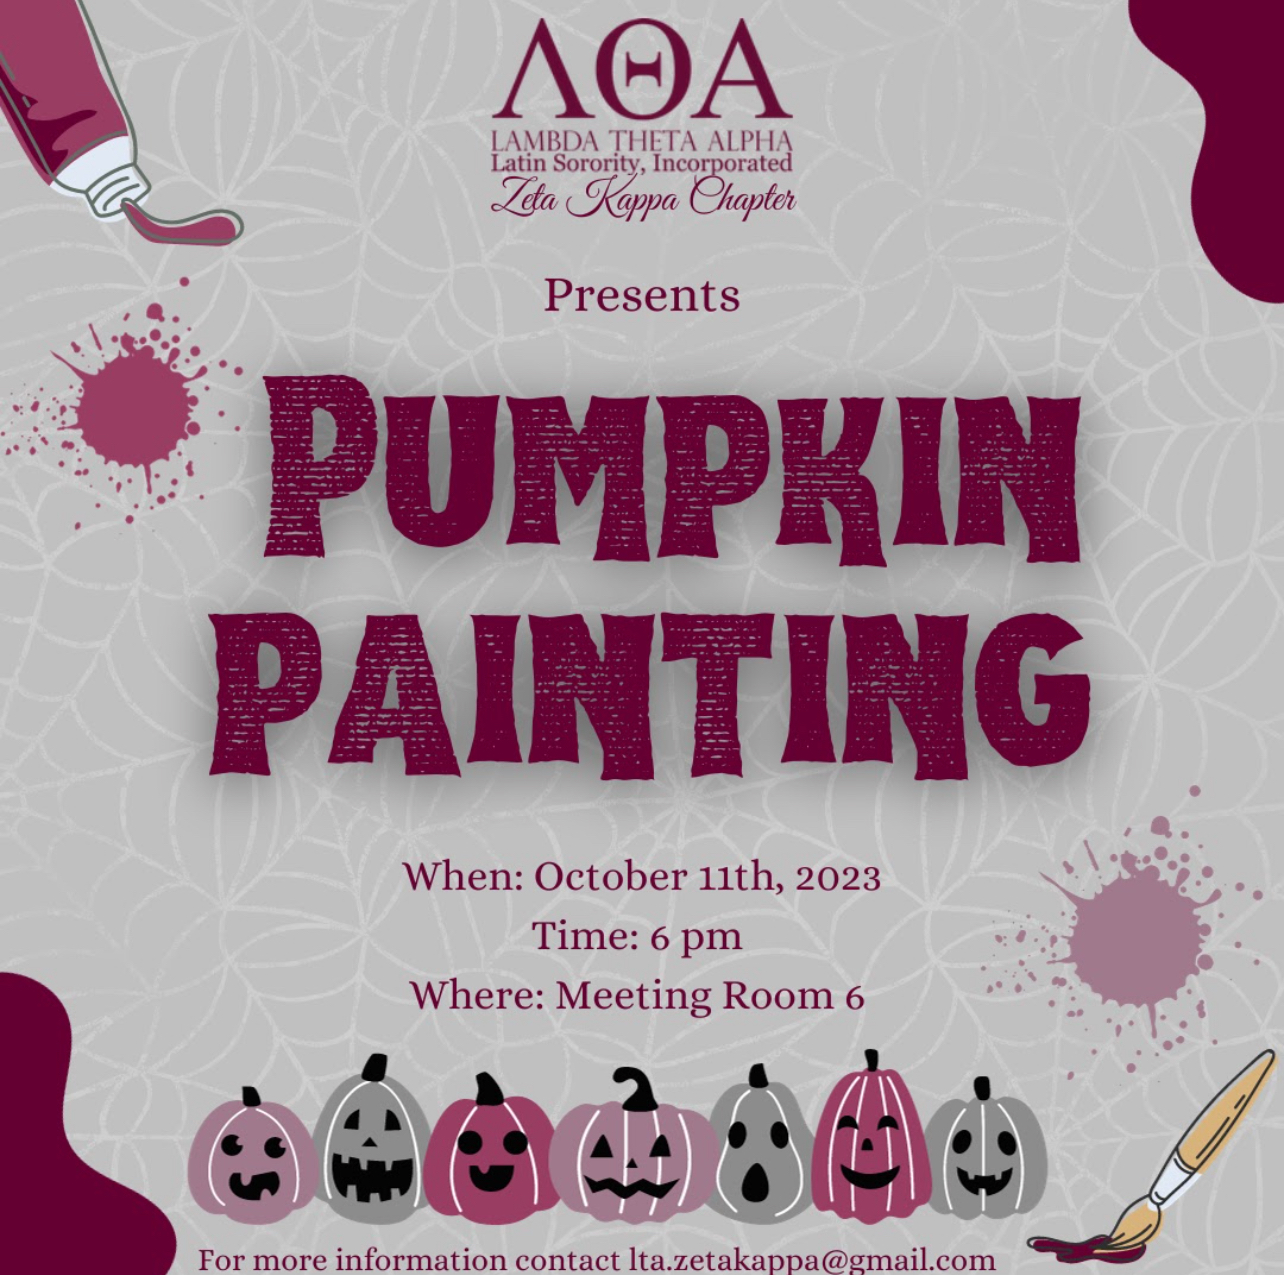 ΛΘΑ
LAMBDA THETA ALPHA
Latin Sorority, Incorporated
Zeta Kappa Chapter
Presents
PUMPKIN
PAINTING
When: October 11th, 2023
Time: 6 pm
Where: Meeting Room 6
For more information contact lta.zetakappa@gmail.com